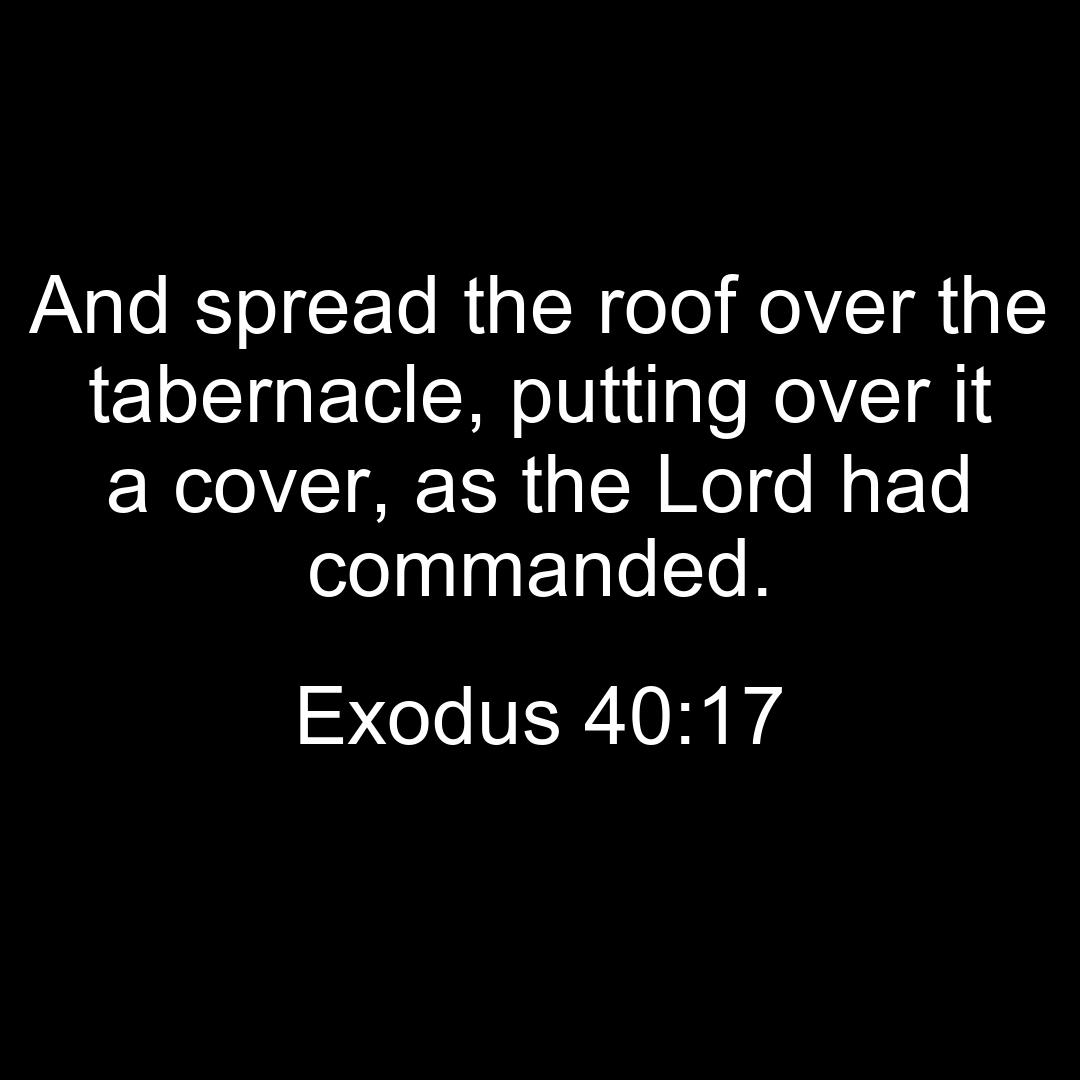 And spread the roof over the
tabernacle, putting over it
a cover, as the Lord had
commanded.
Exodus 40:17